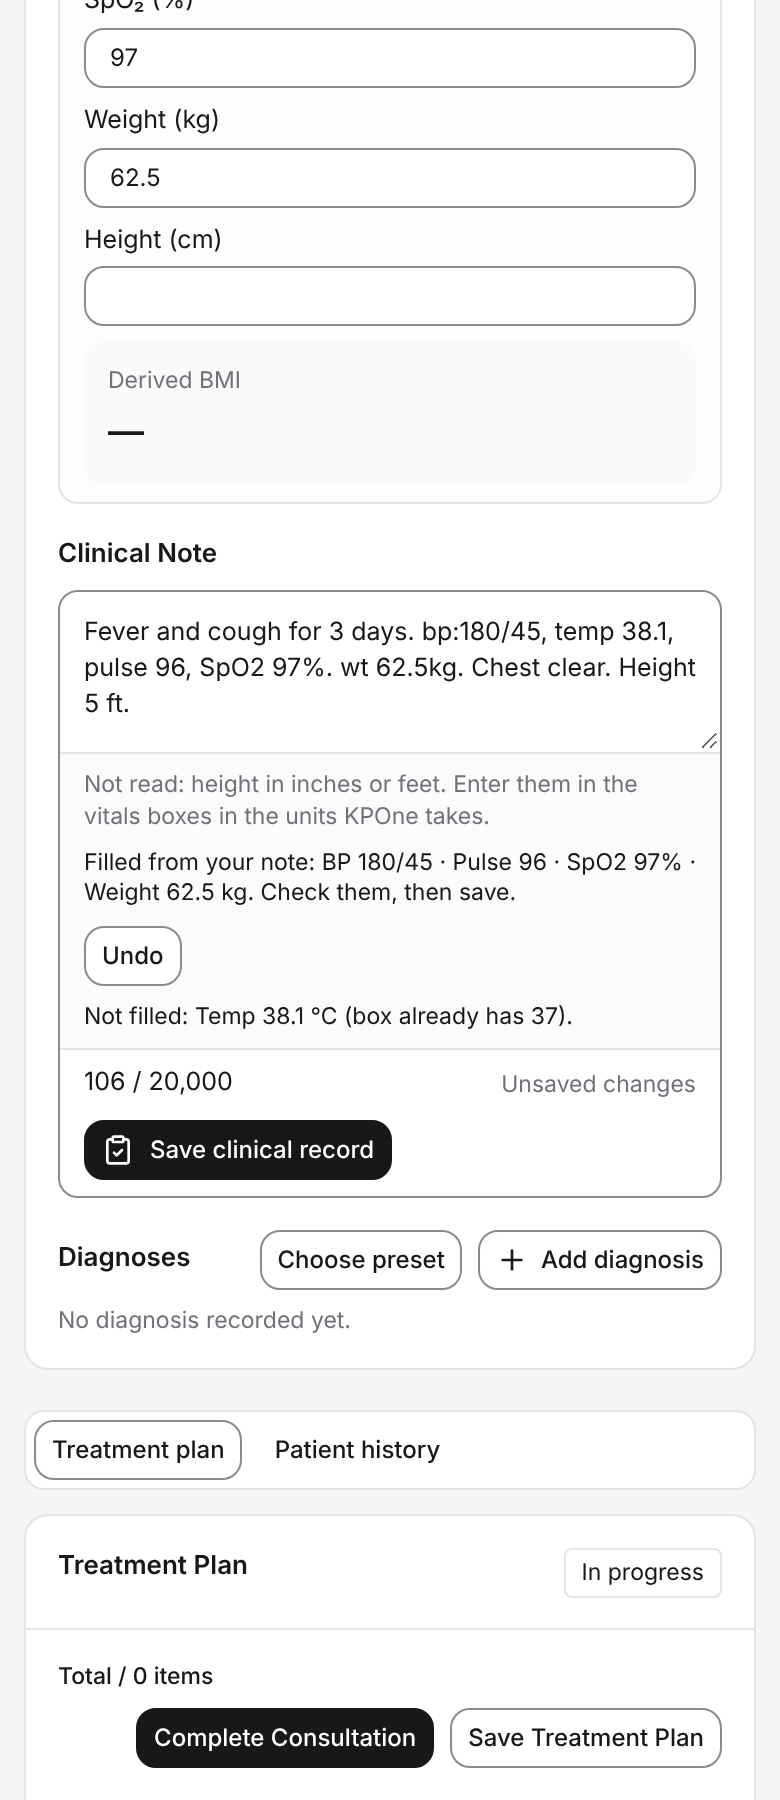 SpO₂ (%)
97
Weight (kg)
62.5
Height (cm)
Derived BMI
—
Clinical Note
Fever and cough for 3 days. bp:180/45, temp 38.1,
pulse 96, SpO2 97%. wt 62.5kg. Chest clear. Height
5 ft.
Not read: height in inches or feet. Enter them in the
vitals boxes in the units KPOne takes.
Filled from your note: BP 180/45 · Pulse 96 · SpO2 97% ·
Weight 62.5 kg. Check them, then save.
Undo
Not filled: Temp 38.1 °C (box already has 37).
106 / 20,000
Unsaved changes
Save clinical record
Diagnoses
Choose preset
Add diagnosis
No diagnosis recorded yet.
Treatment plan
Patient history
Treatment Plan
In progress
Total / 0 items
Complete Consultation
Save Treatment Plan